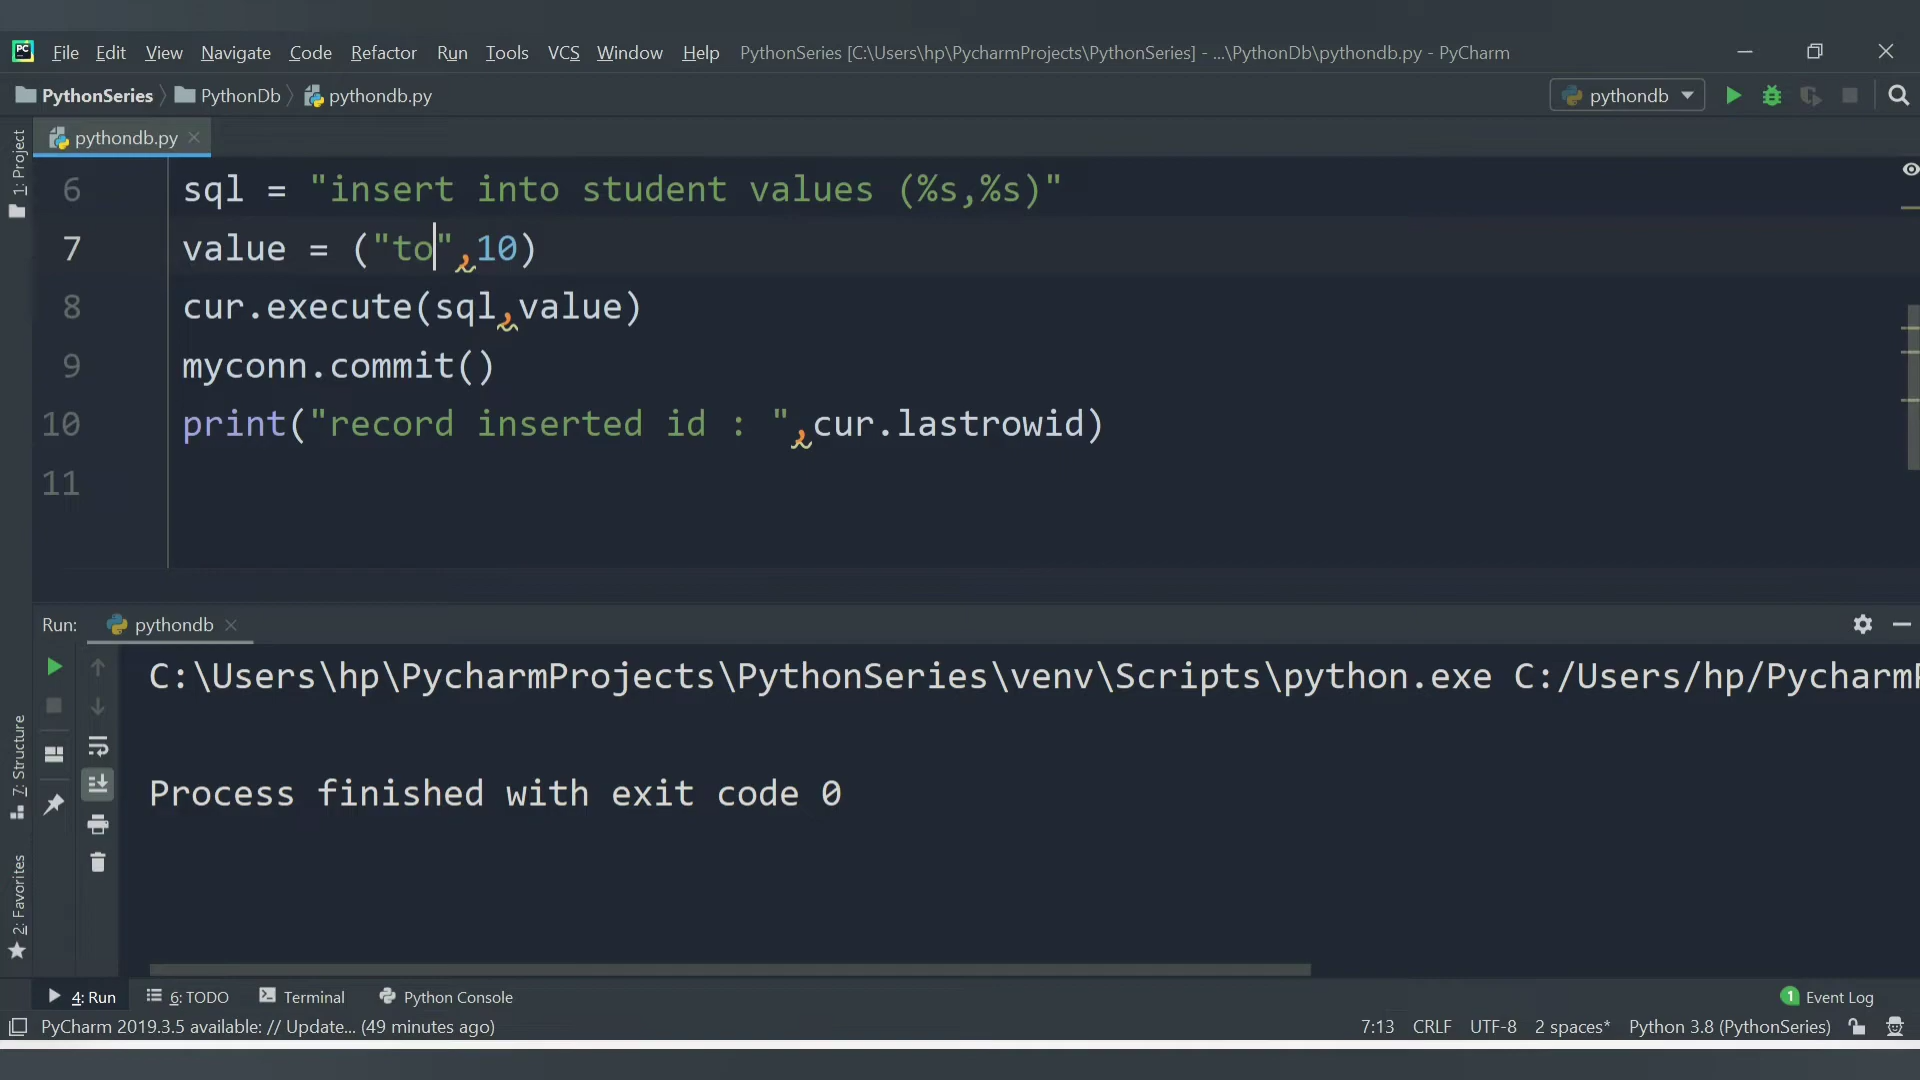 PC File Edit View Navigate Code Refactor Run Tools VCS Window Help PythonSeries [C:\Users\hp\PycharmProjects\PythonSeries] - ...\PythonDb\pythondb.py - PyCharm
PythonSeries PythonDb pythondb.py pythondb
pythondb.py
1: Project
6 sql = "insert into student values (%s,%s)"
7 value = ("to",10)
8 cur.execute(sql,value)
9 myconn.commit()
10 print("record inserted id : ",cur.lastrowid)
11
Run: pythondb
C:\Users\hp\PycharmProjects\PythonSeries\venv\Scripts\python.exe C:/Users/hp/Pycharm
Process finished with exit code 0
7: Structure
2: Favorites
4: Run 6: TODO Terminal Python Console 1 Event Log
PyCharm 2019.3.5 available: // Update... (49 minutes ago) 7:13 CRLF UTF-8 2 spaces* Python 3.8 (PythonSeries)